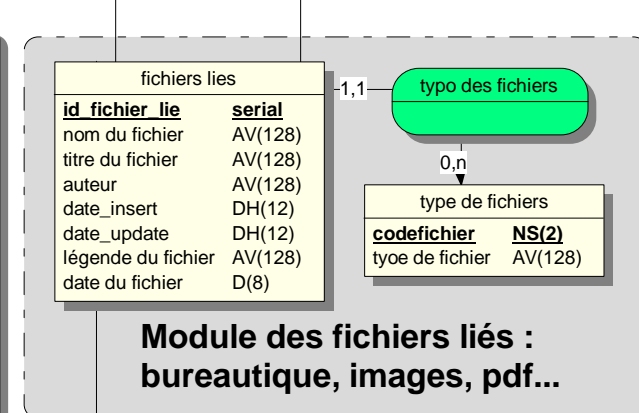 fichiers lies
id_fichier_lie serial
nom du fichier AV(128)
titre du fichier AV(128)
auteur AV(128)
date_insert DH(12)
date_update DH(12)
légende du fichier AV(128)
date du fichier D(8)
1,1
typo des fichiers
0,n
type de fichiers
codefichier NS(2)
tyoe de fichier AV(128)
Module des fichiers liés :
bureautique, images, pdf...